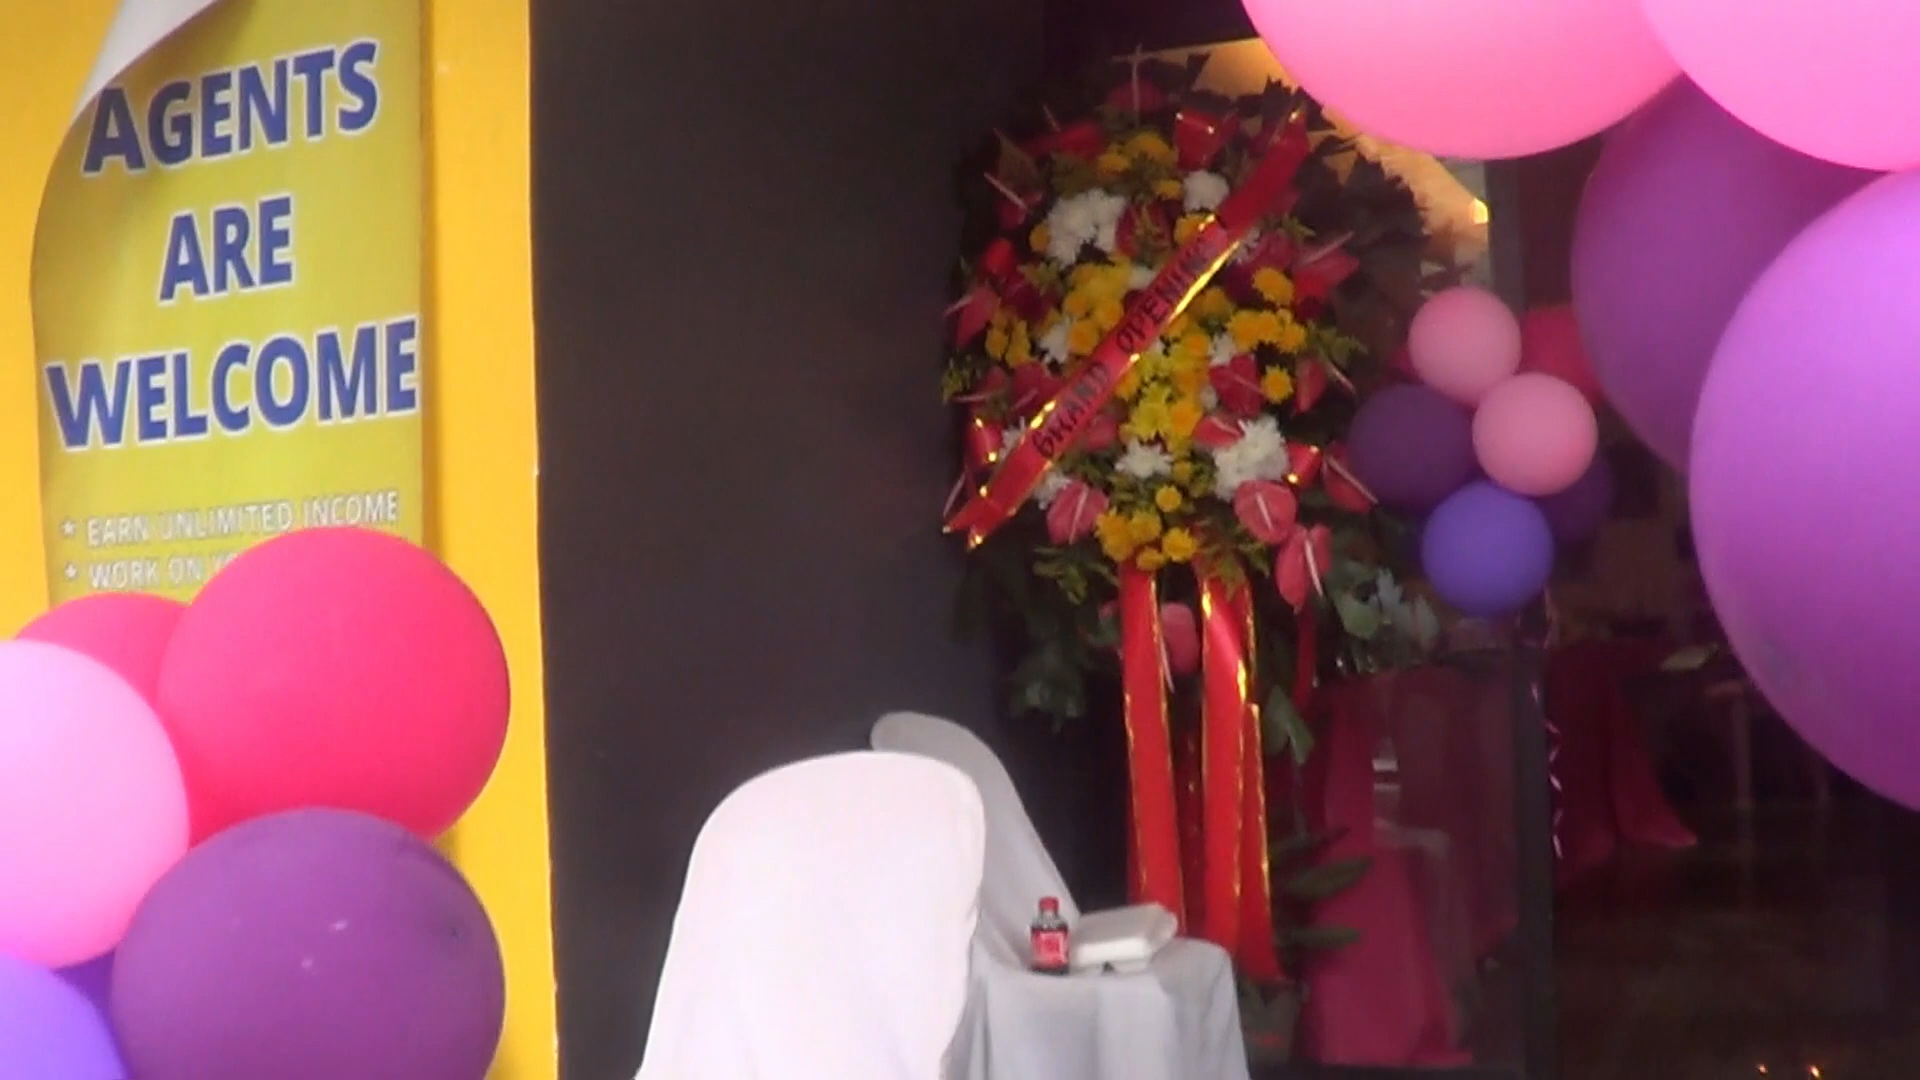 AGENTS
ARE
WELCOME
* EARN UNLIMITED INCOME
* WORK ON
GRAND OPENING